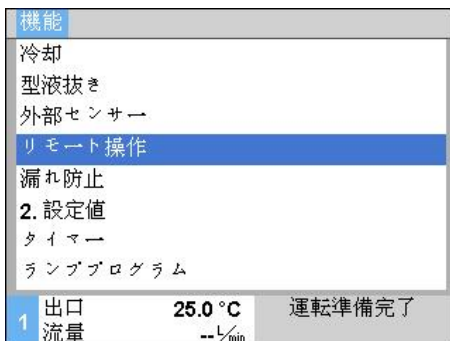 機能
冷却
型液抜き
外部センサー
リモート操作
漏れ防止
2. 設定値
タイマー
ランププログラム
1 出口 25.0 °C 運転準備完了
流量 -- L/min